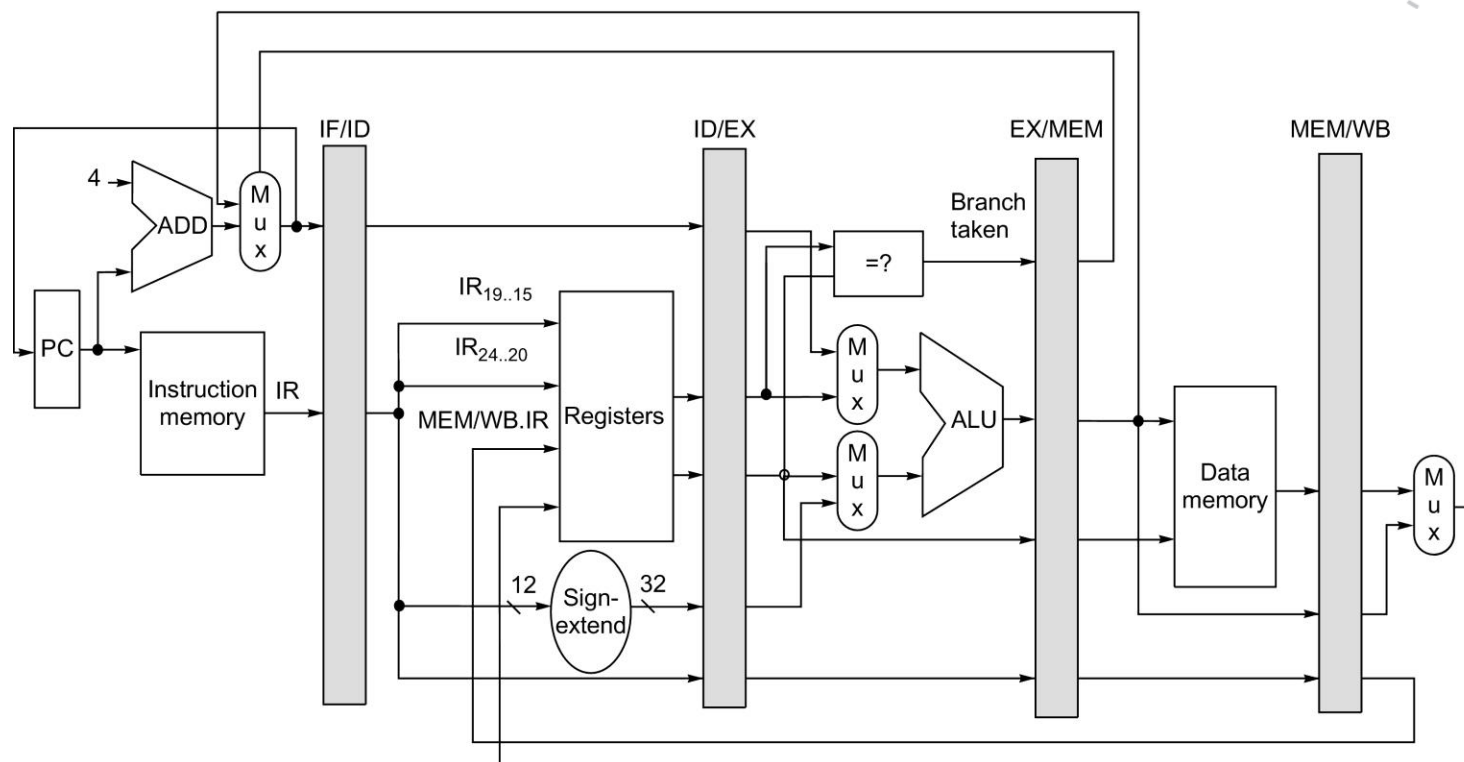 IF/ID
ID/EX
EX/MEM
MEM/WB
4
ADD
M
u
x
Branch
taken
=?
PC
Instruction
memory
IR
IR19..15
IR24..20
MEM/WB.IR
Registers
M
u
x
M
u
x
ALU
Data
memory
M
u
x
12
Sign-
extend
32